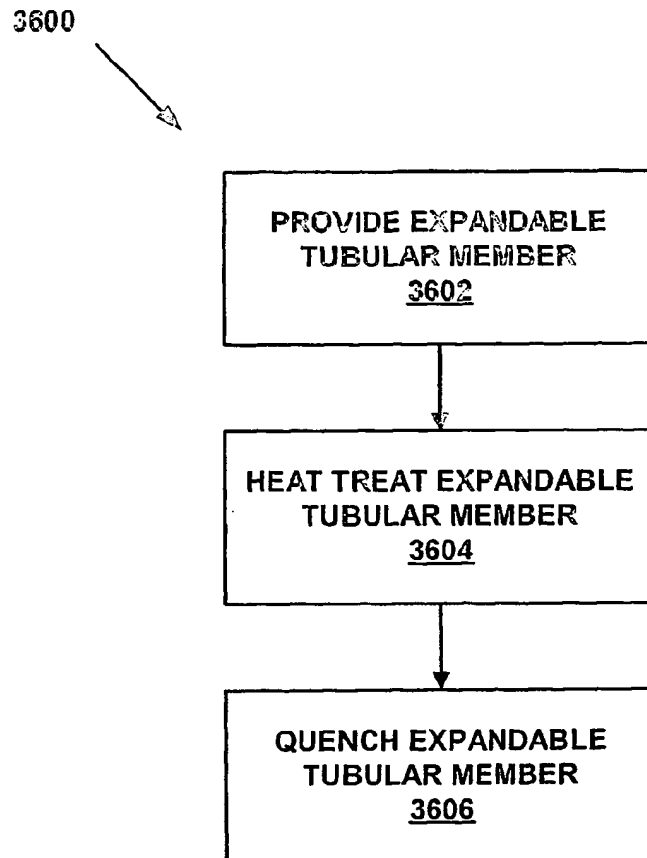 3600
PROVIDE EXPANDABLE
TUBULAR MEMBER
3602
HEAT TREAT EXPANDABLE
TUBULAR MEMBER
3604
QUENCH EXPANDABLE
TUBULAR MEMBER
3606